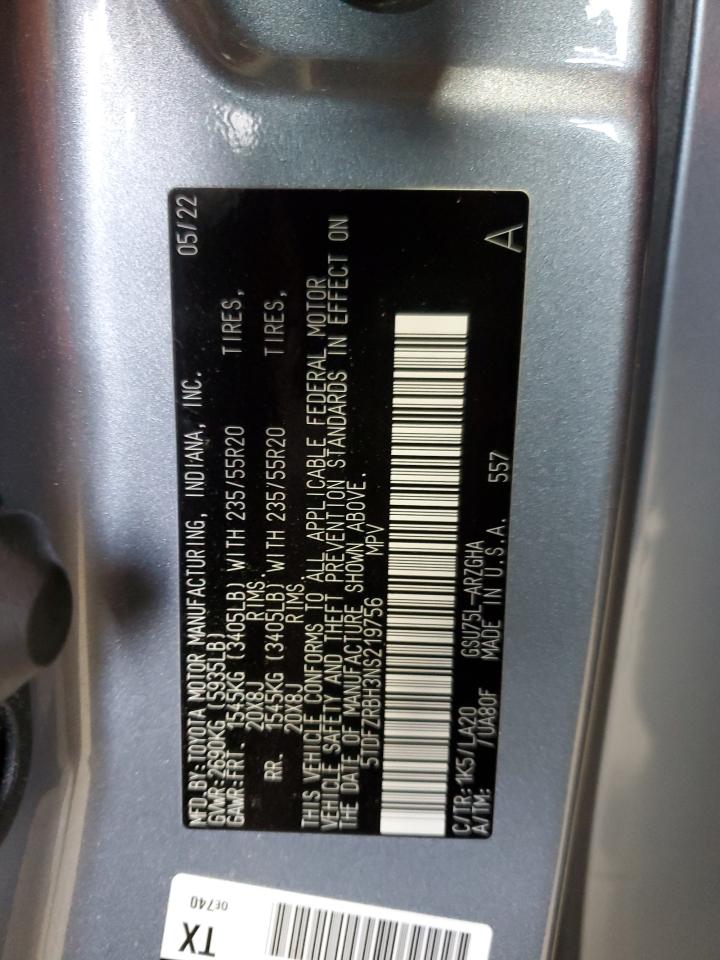 MFD.BY:TOYOTA MOTOR MANUFACTURING, INDIANA, INC. 05/22
GVWR:2690KG (5935LB)
GAWR:FRT. 1545KG (3405LB) WITH 235/55R20 TIRES,
20X8J RIMS.
RR. 1545KG (3405LB) WITH 235/55R20 TIRES,
20X8J RIMS.
THIS VEHICLE CONFORMS TO ALL APPLICABLE FEDERAL MOTOR
VEHICLE SAFETY AND THEFT PREVENTION STANDARDS IN EFFECT ON
THE DATE OF MANUFACTURE SHOWN ABOVE.
5TDFZRBH3NS219756 MPV
C/TR:1K5/LA20 GSU75L-ARZGHA
A/TM: /UA80F MADE IN U.S.A. 557 A
TX
0E740